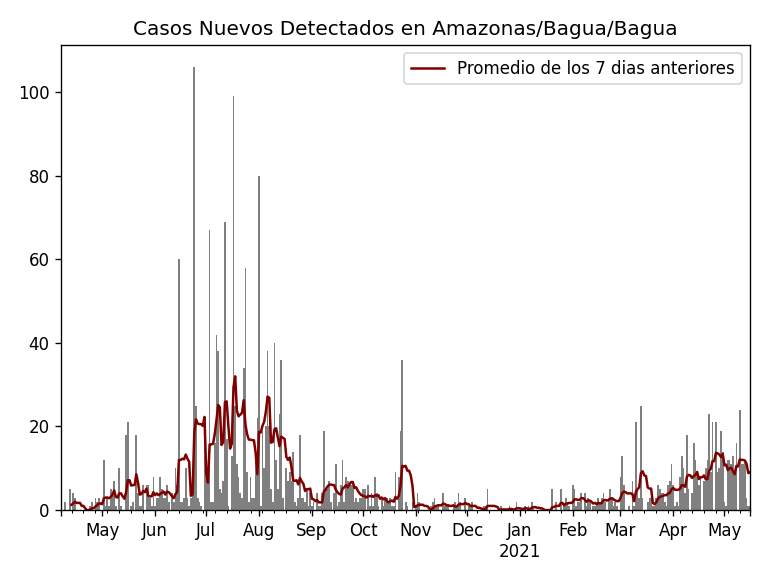 Casos Nuevos Detectados en Amazonas/Bagua/Bagua
Promedio de los 7 dias anteriores
100
80
60
40
20
0
May Jun Jul Aug Sep Oct Nov Dec Jan Feb Mar Apr May
2021